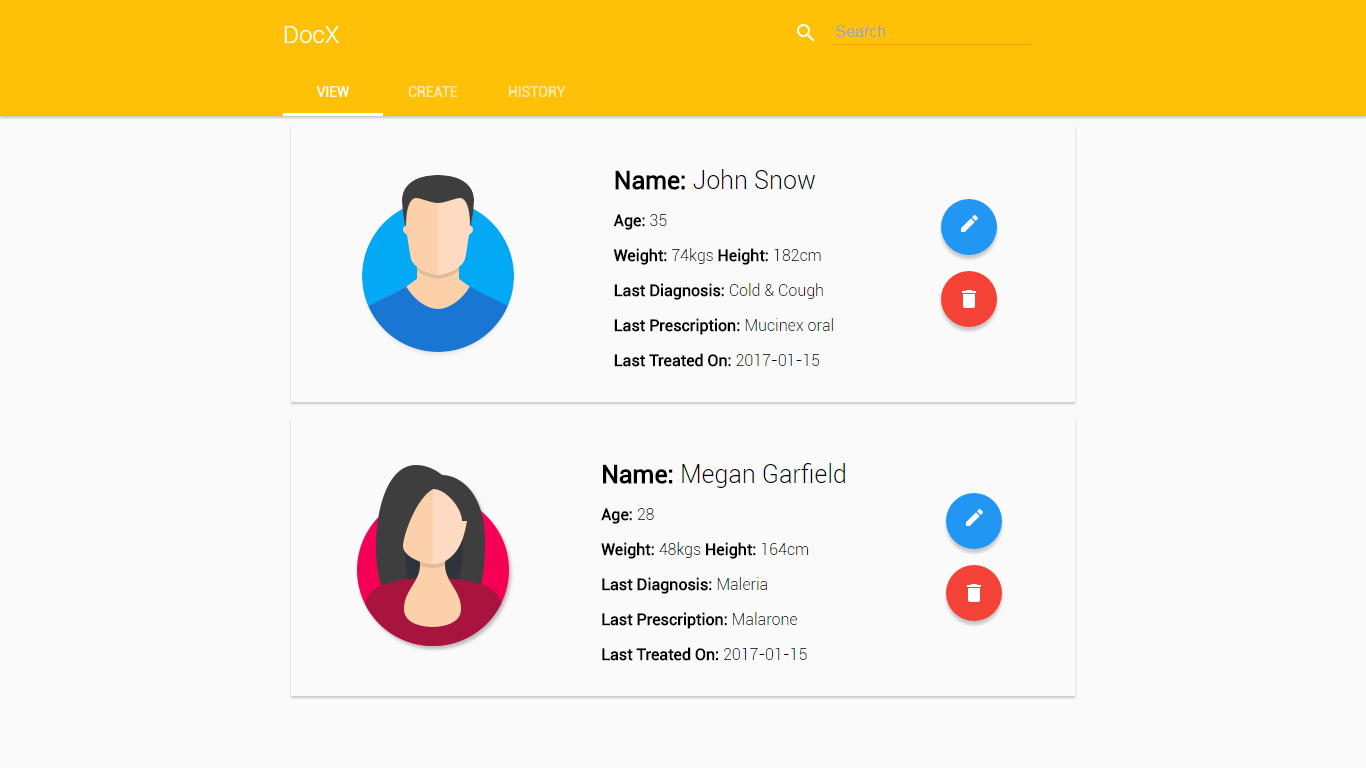 DocX
Search
VIEW CREATE HISTORY
Name: John Snow
Age: 35
Weight: 74kgs Height: 182cm
Last Diagnosis: Cold & Cough
Last Prescription: Mucinex oral
Last Treated On: 2017-01-15
Name: Megan Garfield
Age: 28
Weight: 48kgs Height: 164cm
Last Diagnosis: Maleria
Last Prescription: Malarone
Last Treated On: 2017-01-15